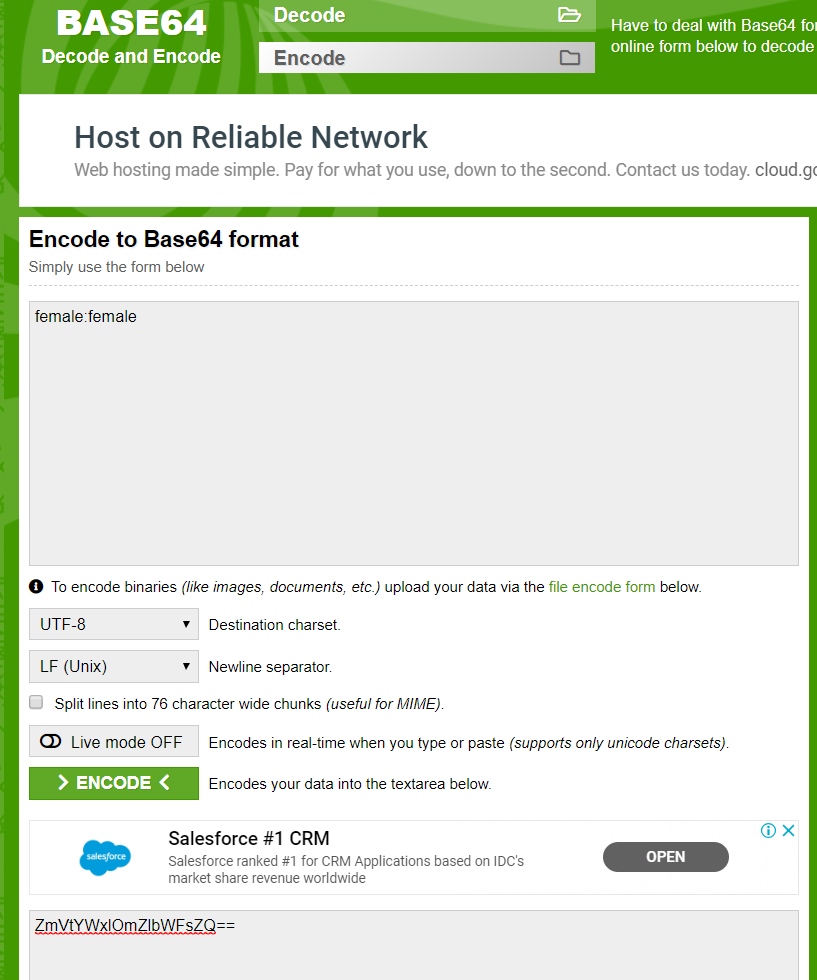 BASE64
Decode and Encode
Decode
Encode
Have to deal with Base64 for
online form below to decode
Host on Reliable Network
Web hosting made simple. Pay for what you use, down to the second. Contact us today. cloud.go
Encode to Base64 format
Simply use the form below
female:female
To encode binaries (like images, documents, etc.) upload your data via the file encode form below.
UTF-8 Destination charset.
LF (Unix) Newline separator.
Split lines into 76 character wide chunks (useful for MIME).
Live mode OFF Encodes in real-time when you type or paste (supports only unicode charsets).
ENCODE Encodes your data into the textarea below.
salesforce
Salesforce #1 CRM
Salesforce ranked #1 for CRM Applications based on IDC's
market share revenue worldwide
OPEN
ZmVtYWxlOmZlbWFsZQ==